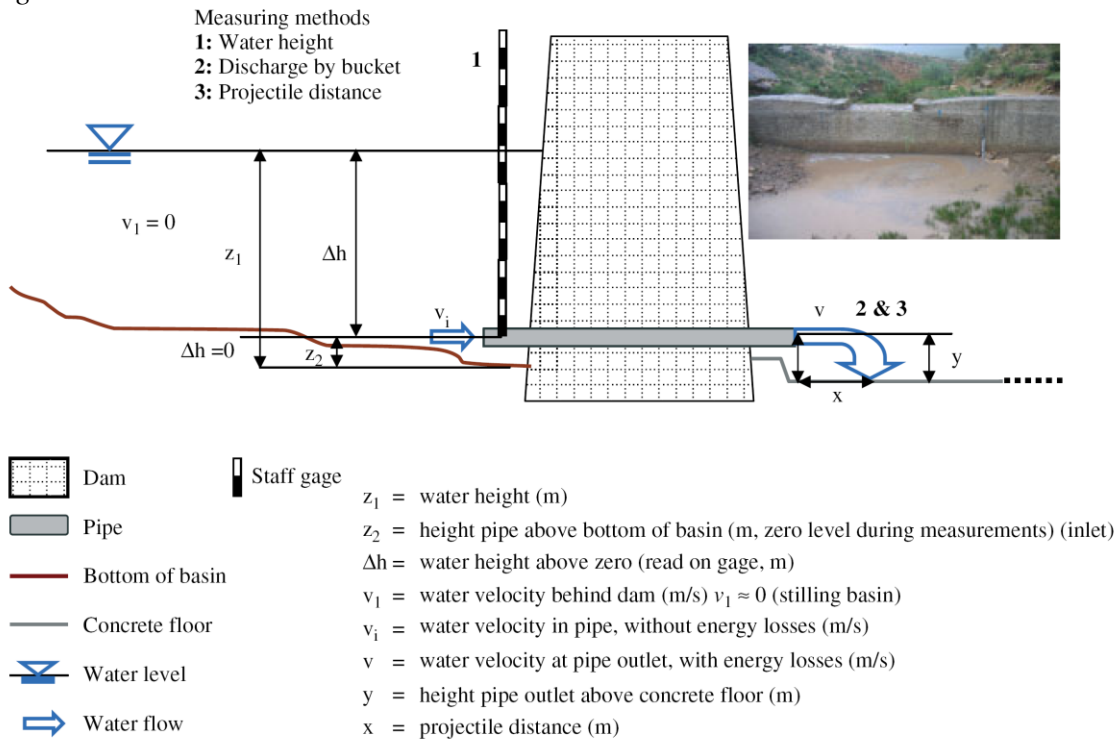 Measuring methods
1: Water height
2: Discharge by bucket
3: Projectile distance
1
v₁ = 0
z₁
Δh
vᵢ
v
2 & 3
Δh =0
z₂
y
x
Dam
Staff gage
Pipe
Bottom of basin
Concrete floor
Water level
Water flow
z₁ = water height (m)
z₂ = height pipe above bottom of basin (m, zero level during measurements) (inlet)
Δh = water height above zero (read on gage, m)
v₁ = water velocity behind dam (m/s) v₁ ≈ 0 (stilling basin)
vᵢ = water velocity in pipe, without energy losses (m/s)
v = water velocity at pipe outlet, with energy losses (m/s)
y = height pipe outlet above concrete floor (m)
x = projectile distance (m)